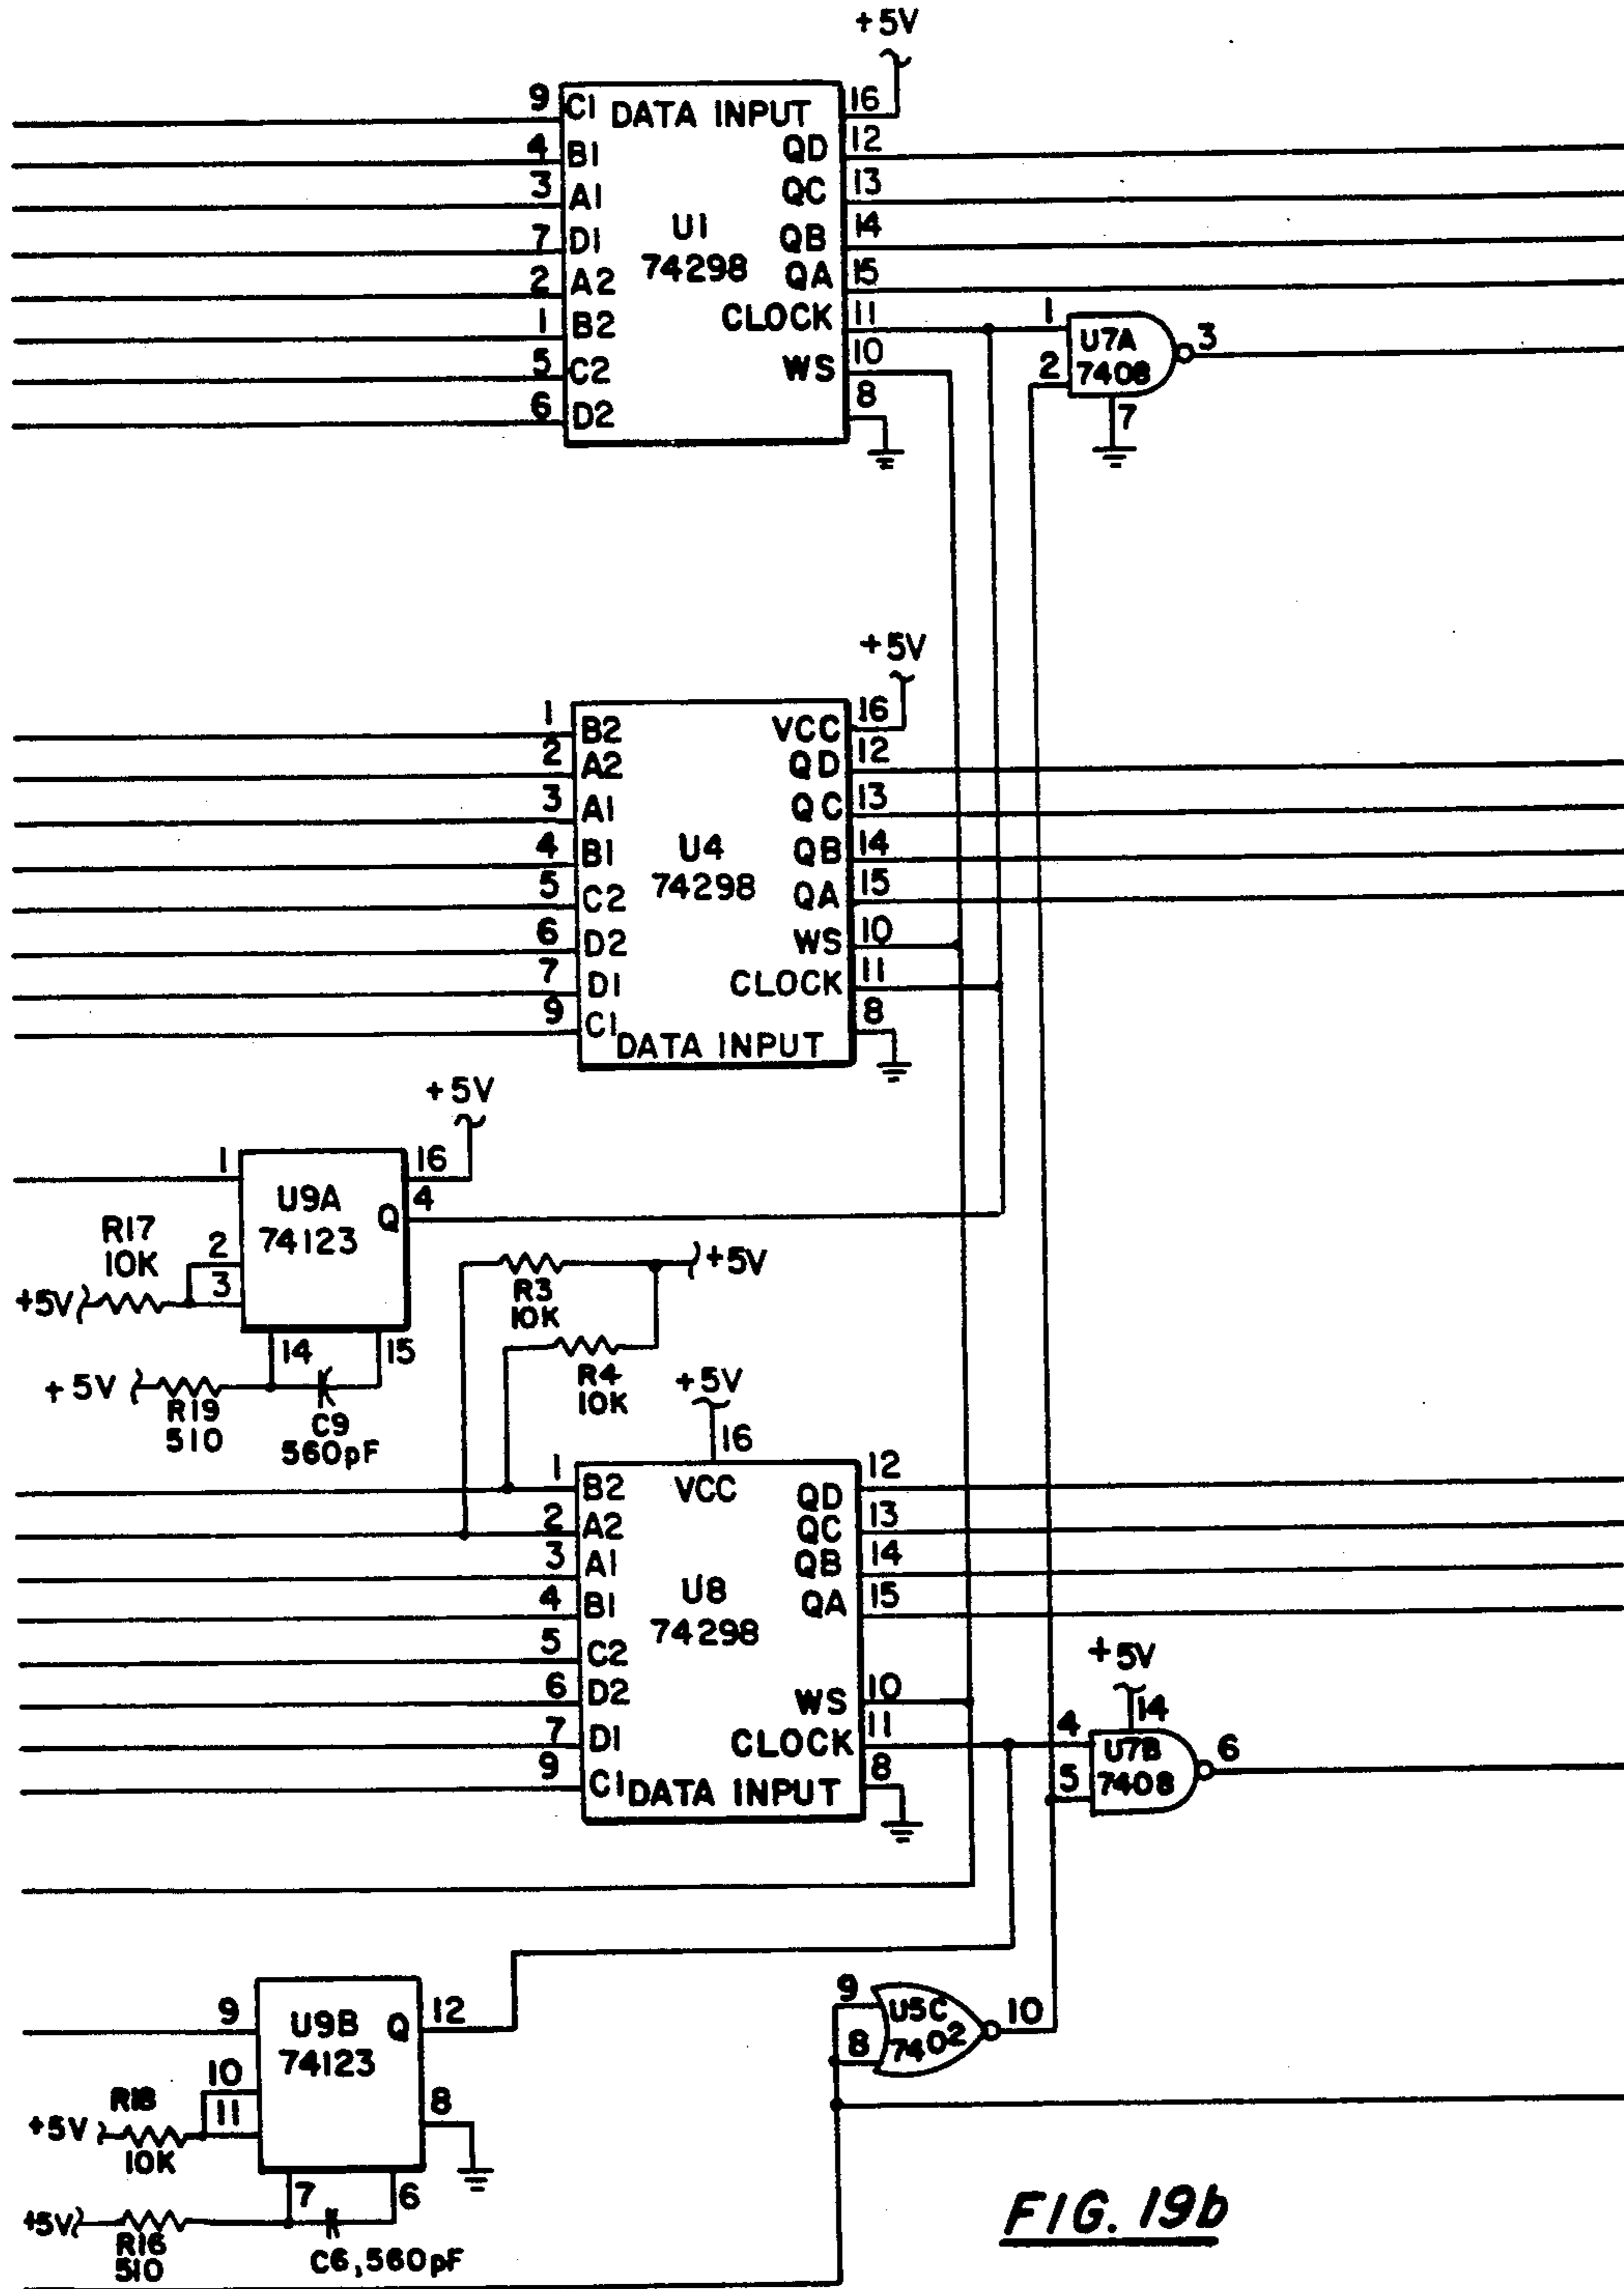 +5V
9 C1 DATA INPUT 16
4 B1 QD 12
3 A1 QC 13
7 D1 U1 QB 14
2 A2 74298 QA 15
1 B2 CLOCK 11
5 C2 WS 10
6 D2 8
1 U7A 3
2 7408
7
+5V
1 B2 VCC 16
2 A2 QD 12
3 A1 QC 13
4 B1 U4 QB 14
5 C2 74298 QA 15
6 D2 WS 10
7 D1 CLOCK 11
9 C1 8
DATA INPUT
+5V
1 16
U9A 4
R17 74123 Q
10K 2
+5V 3
14 15
+5V
R19 C9
510 560pF
+5V
R3
10K
R4
10K
+5V
16
1 B2 VCC QD 12
2 A2 QC 13
3 A1 QB 14
4 B1 U8 QA 15
5 C2 74298
6 D2 WS 10
7 D1 CLOCK 11
9 C1 DATA INPUT 8
+5V
14
4 U7B 6
5 7408
9 U5C 10
8 7402
9 U9B Q 12
74123
R18 10
+5V 11 8
10K
7 6
+5V
R16
510 C6, 560pF
FIG. 19b